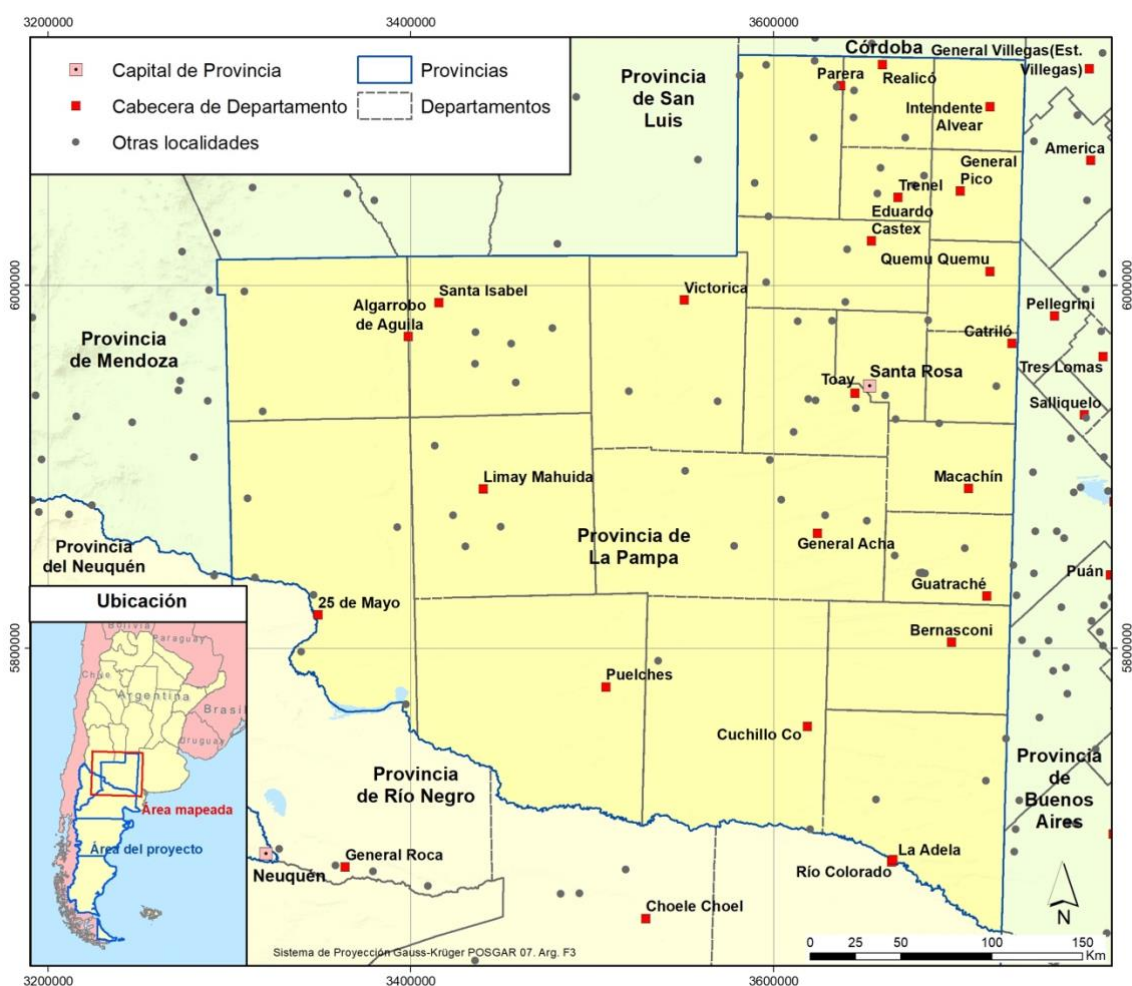 3200000
3400000
3600000
Capital de Provincia
Provincias
Cabecera de Departamento
Departamentos
Otras localidades
Provincia
de San
Luis
Córdoba
General Villegas(Est.
Villegas)
Parera
Realicó
Intendente
Alvear
America
General
Pico
Trenel
Eduardo
Castex
Quemu Quemu
6000000
6000000
Santa Isabel
Algarrobo
de Aguila
Victorica
Pellegrini
Catriló
Provincia
de Mendoza
Tres Lomas
Santa Rosa
Toay
Salliquelo
Limay Mahuida
Macachín
Provincia de
La Pampa
General Acha
Provincia
del Neuquén
Puán
Guatraché
Ubicación
25 de Mayo
Bernasconi
5800000
5800000
Bolivia
Paraguay
Chile
Argentina
Brasil
Uruguay
Área mapeada
Área del proyecto
Puelches
Cuchillo Co
Provincia
de Río Negro
Provincia
de
Buenos
Aires
La Adela
Río Colorado
General Roca
Neuquén
Choele Choel
N
Sistema de Proyección Gauss-Krüger POSGAR 07. Arg. F3
0 25 50 100 150
Km
3200000
3400000
3600000